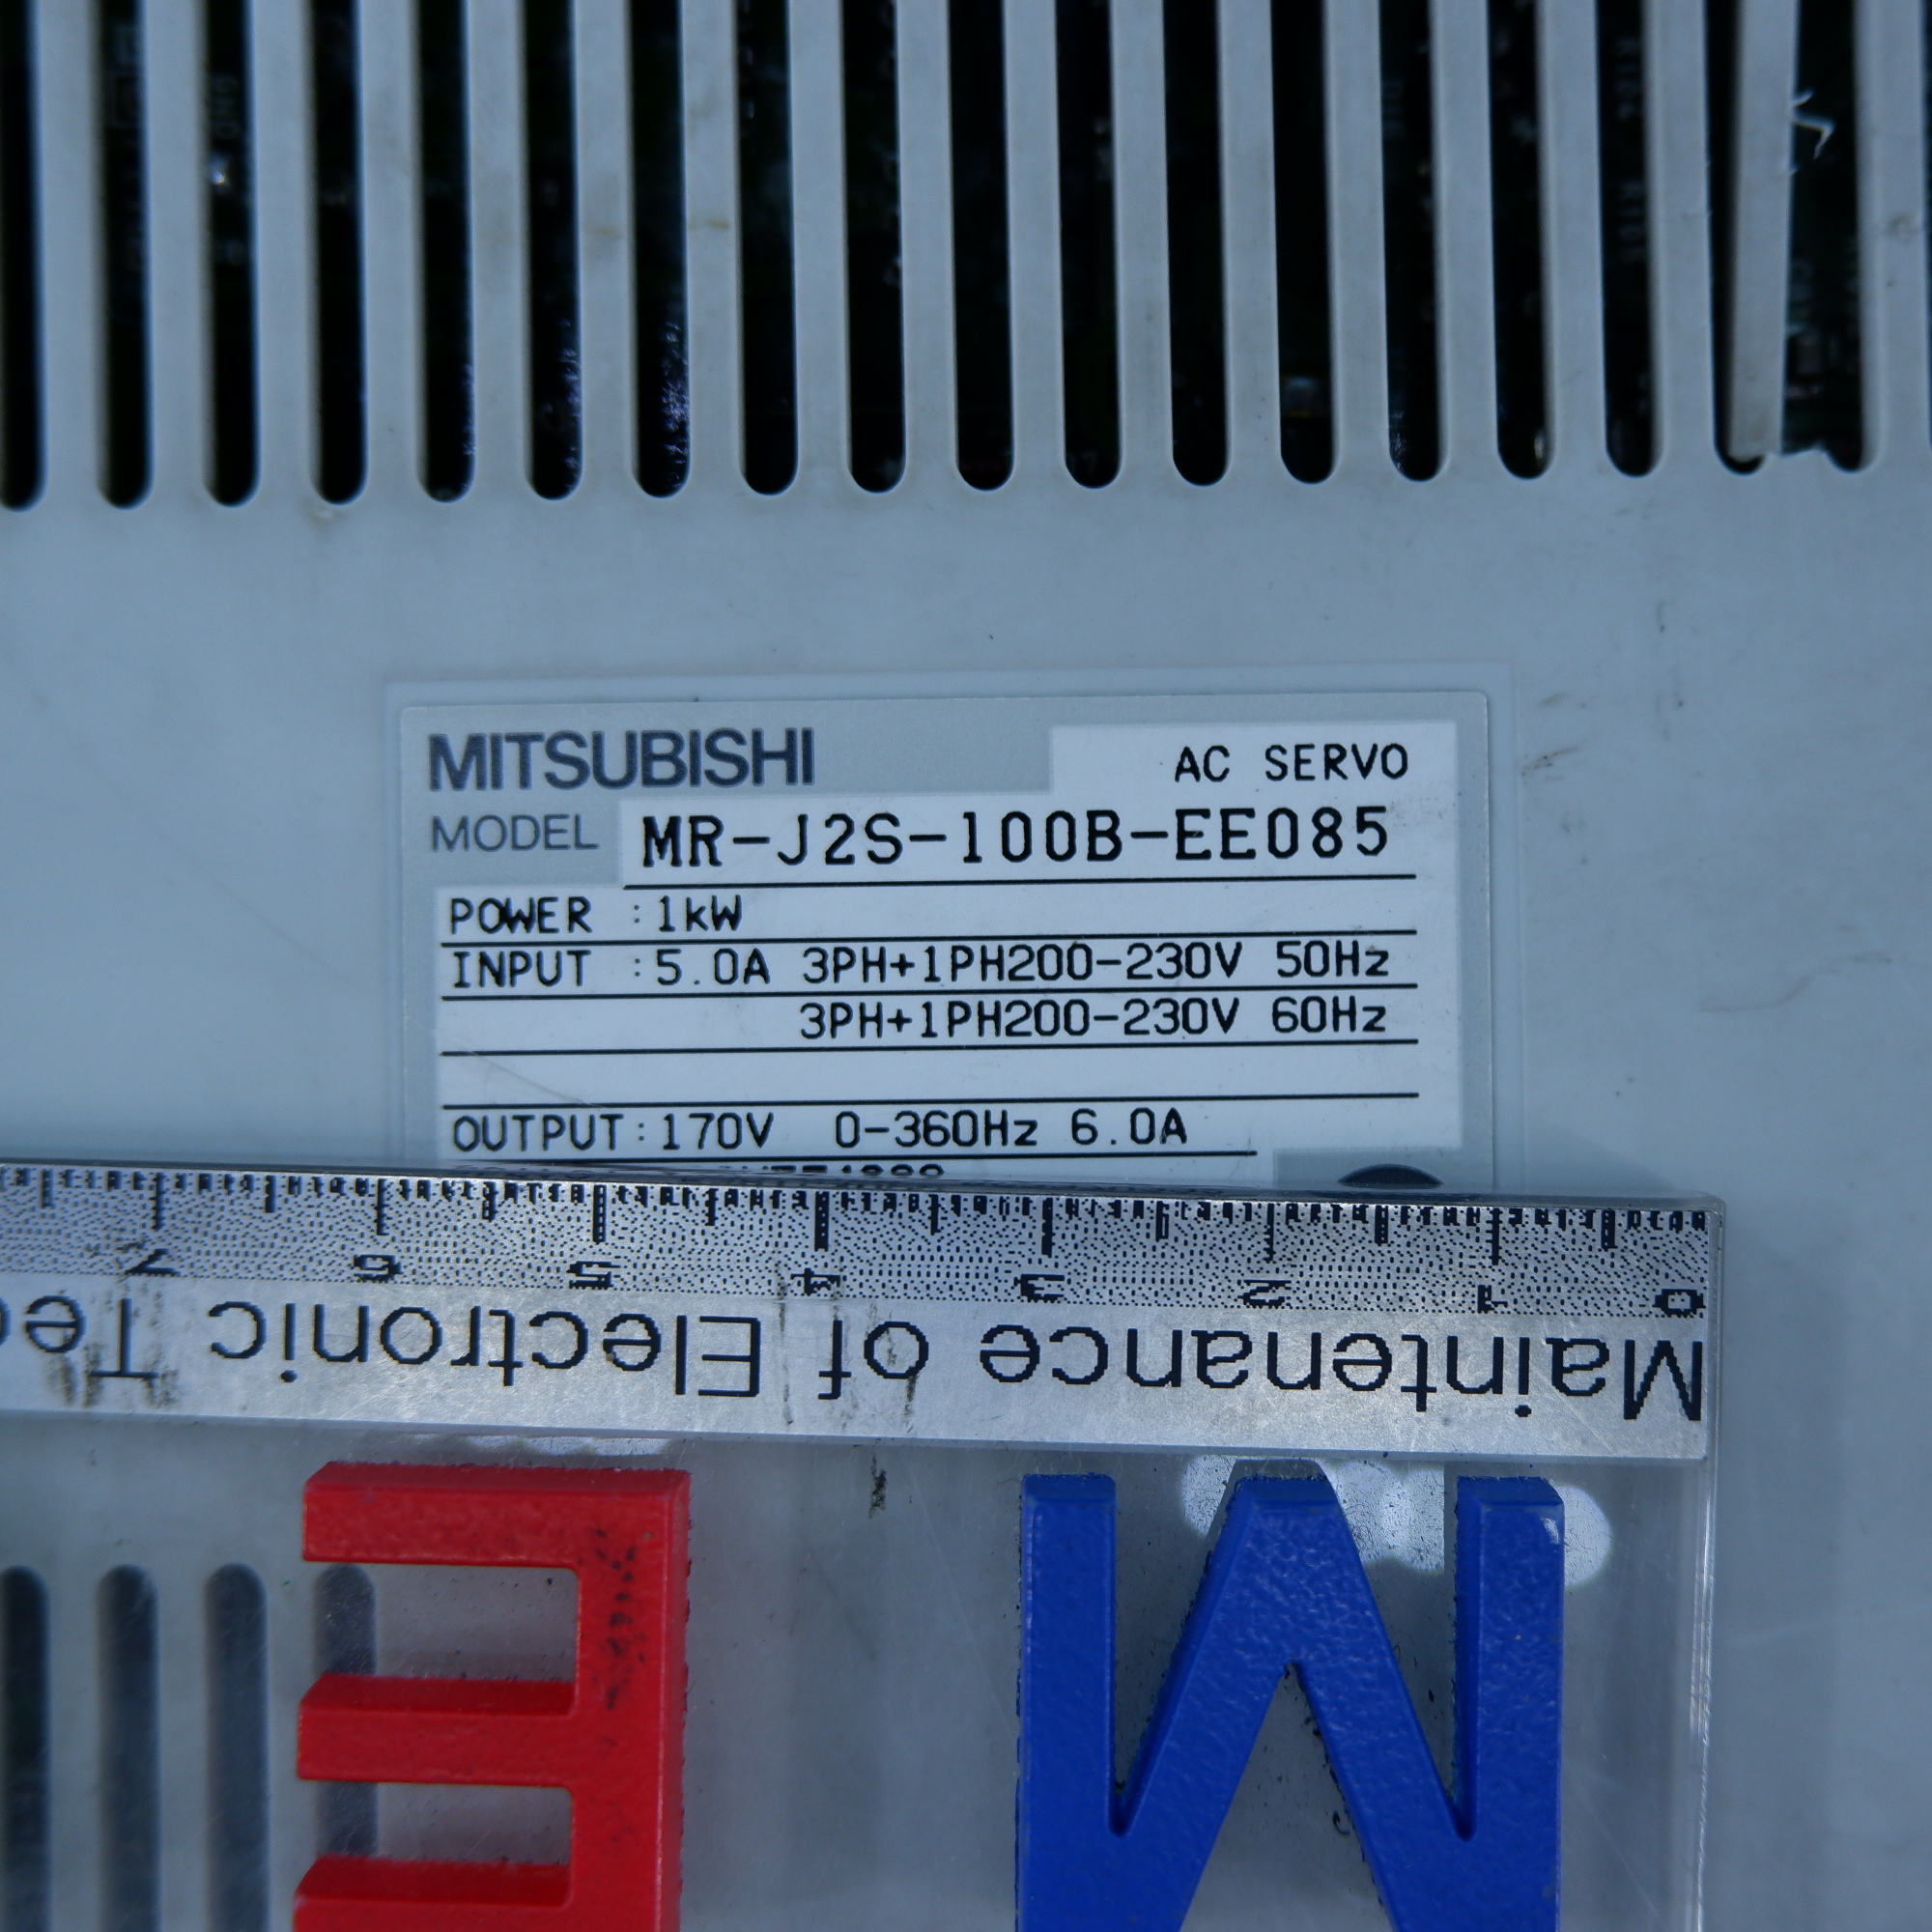 MITSUBISHI
AC SERVO
MODEL MR-J2S-100B-EE085
POWER :1kW
INPUT :5.0A 3PH+1PH200-230V 50Hz
3PH+1PH200-230V 60Hz
OUTPUT:170V 0-360Hz 6.0A
7 6 5 4 3 2 1 0
Maintenance of Electronic Tec
M E